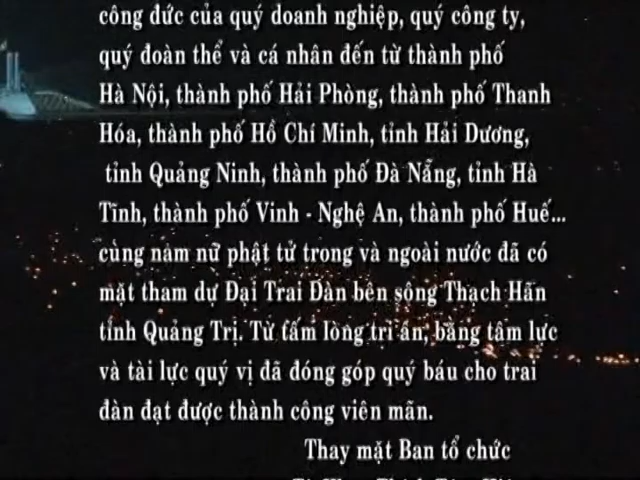 công đức của quý doanh nghiệp, quý công ty,
quý đoàn thể và cá nhân đến từ thành phố
Hà Nội, thành phố Hải Phòng, thành phố Thanh
Hóa, thành phố Hồ Chí Minh, tỉnh Hải Dương,
tỉnh Quảng Ninh, thành phố Đà Nẵng, tỉnh Hà
Tĩnh, thành phố Vinh - Nghệ An, thành phố Huế...
cùng nam nữ phật tử trong và ngoài nước đã có
mặt tham dự Đại Trai Đàn bên sông Thạch Hãn
tỉnh Quảng Trị. Từ tấm lòng tri ân, bằng tâm lực
và tài lực quý vị đã đóng góp quý báu cho trai
đàn đạt được thành công viên mãn.
Thay mặt Ban tổ chức